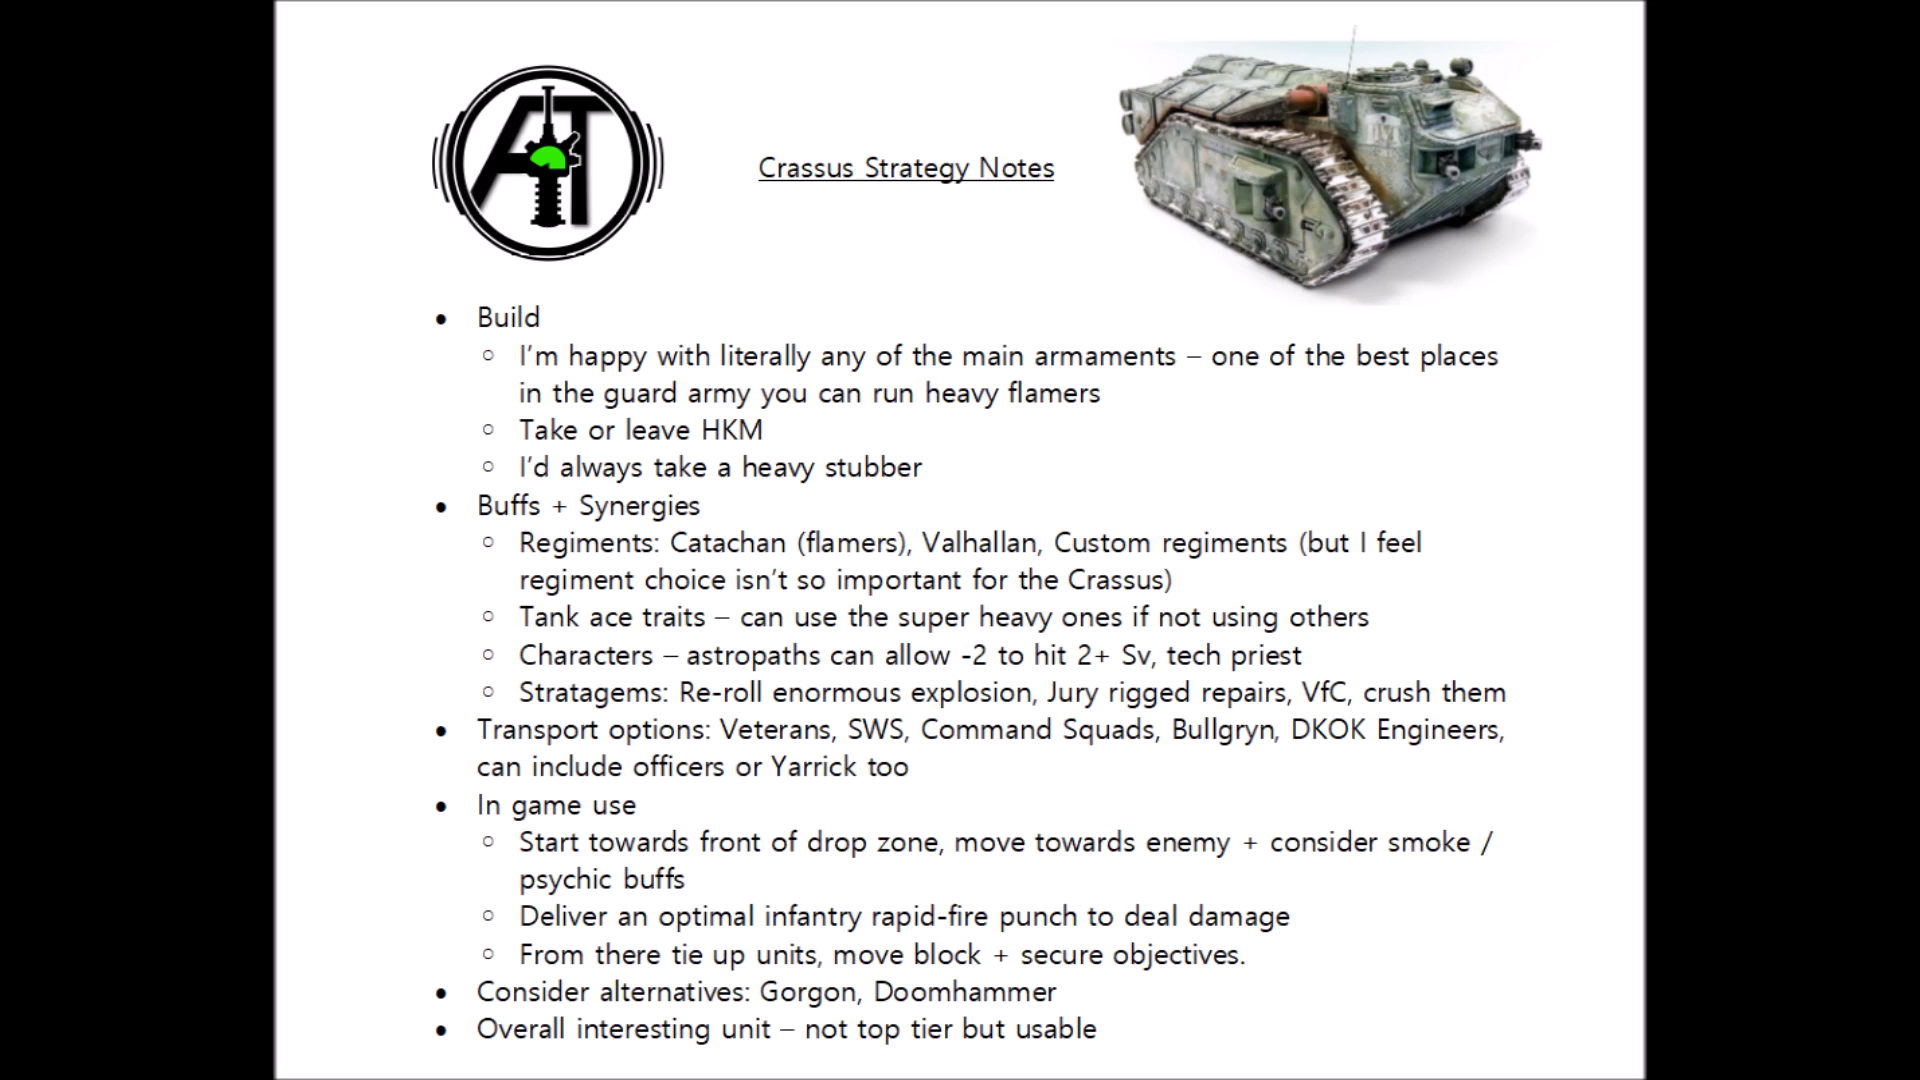 AT
Crassus Strategy Notes
• Build
○ I’m happy with literally any of the main armaments – one of the best places
in the guard army you can run heavy flamers
○ Take or leave HKM
○ I’d always take a heavy stubber
• Buffs + Synergies
○ Regiments: Catachan (flamers), Valhallan, Custom regiments (but I feel
regiment choice isn’t so important for the Crassus)
○ Tank ace traits – can use the super heavy ones if not using others
○ Characters – astropaths can allow -2 to hit 2+ Sv, tech priest
○ Stratagems: Re-roll enormous explosion, Jury rigged repairs, VfC, crush them
• Transport options: Veterans, SWS, Command Squads, Bullgryn, DKOK Engineers,
can include officers or Yarrick too
• In game use
○ Start towards front of drop zone, move towards enemy + consider smoke /
psychic buffs
○ Deliver an optimal infantry rapid-fire punch to deal damage
○ From there tie up units, move block + secure objectives.
• Consider alternatives: Gorgon, Doomhammer
• Overall interesting unit – not top tier but usable